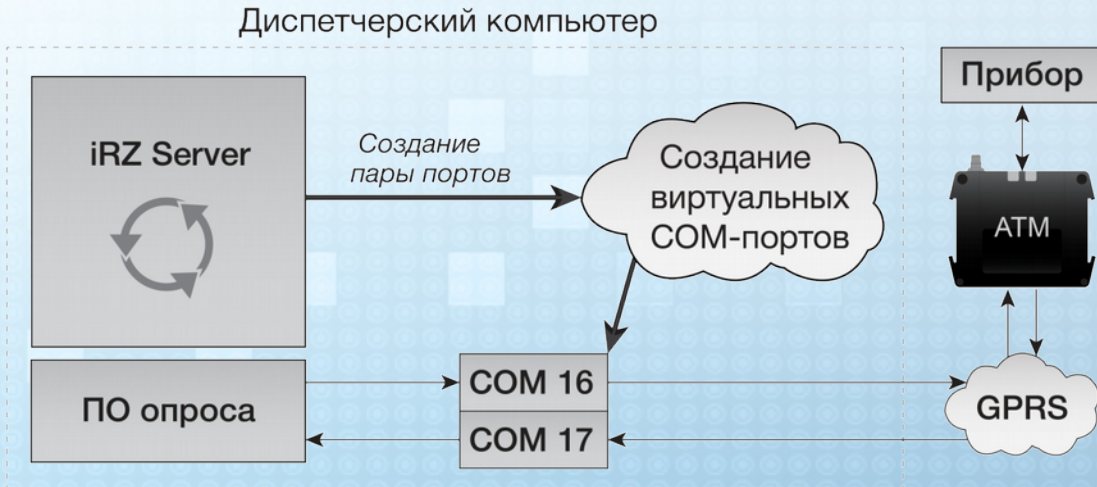 Диспетчерский компьютер
Прибор
iRZ Server
Создание
пары портов
Создание
виртуальных
COM-портов
ATM
ПО опроса
COM 16
COM 17
GPRS